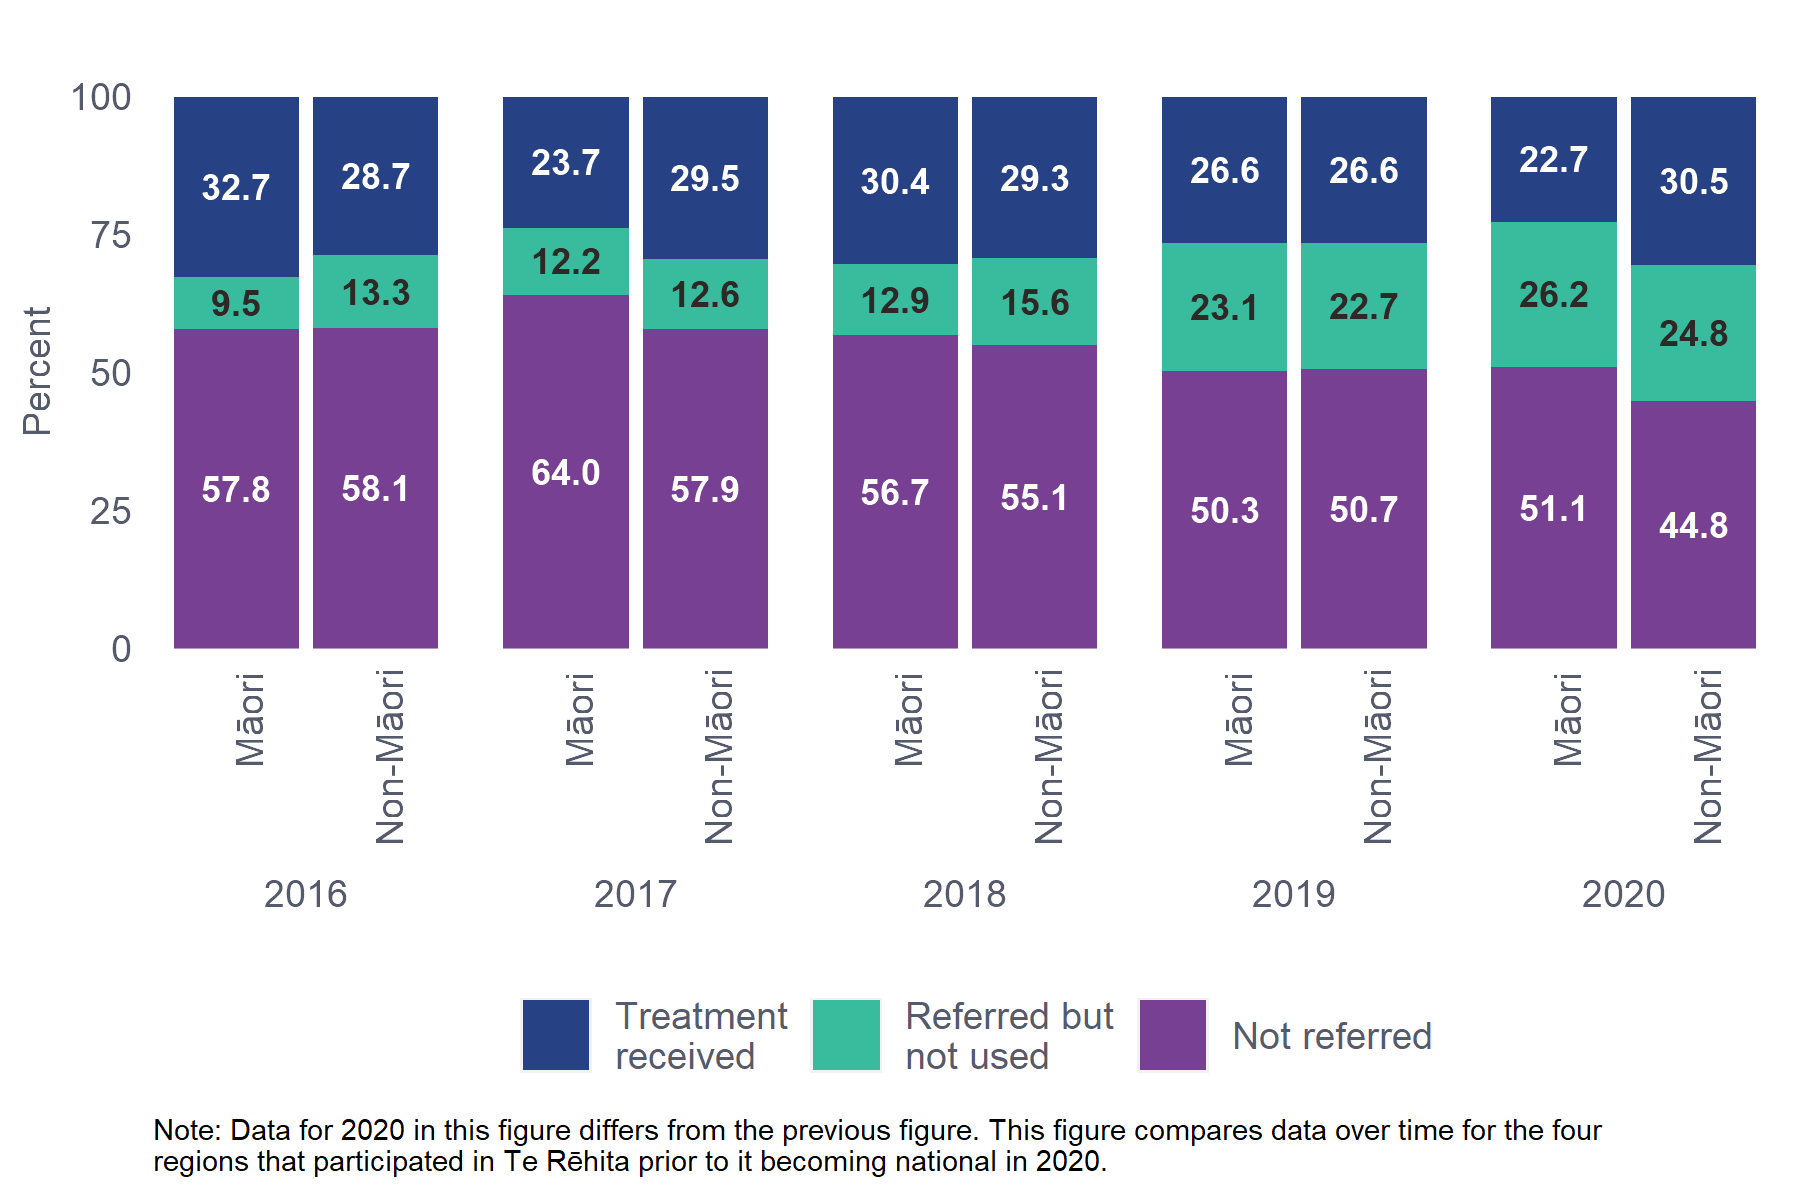 100
75
50
25
0
Percent
32.7
9.5
57.8
28.7
13.3
58.1
23.7
12.2
64.0
29.5
12.6
57.9
30.4
12.9
56.7
29.3
15.6
55.1
26.6
23.1
50.3
26.6
22.7
50.7
22.7
26.2
51.1
30.5
24.8
44.8
Māori
Non-Māori
Māori
Non-Māori
Māori
Non-Māori
Māori
Non-Māori
Māori
Non-Māori
2016
2017
2018
2019
2020
Treatment
received
Referred but
not used
Not referred
Note: Data for 2020 in this figure differs from the previous figure. This figure compares data over time for the four
regions that participated in Te Rēhita prior to it becoming national in 2020.